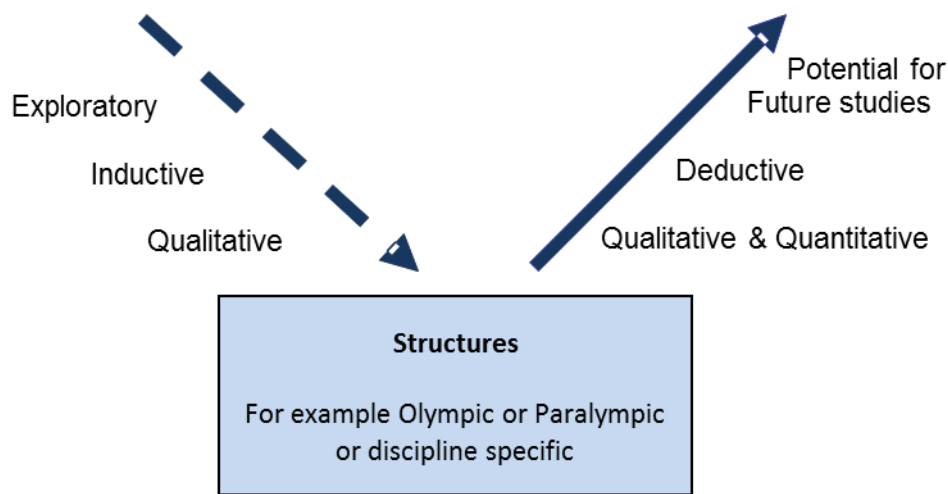 Exploratory
Inductive
Qualitative
Potential for
Future studies
Deductive
Qualitative & Quantitative
Structures
For example Olympic or Paralympic
or discipline specific